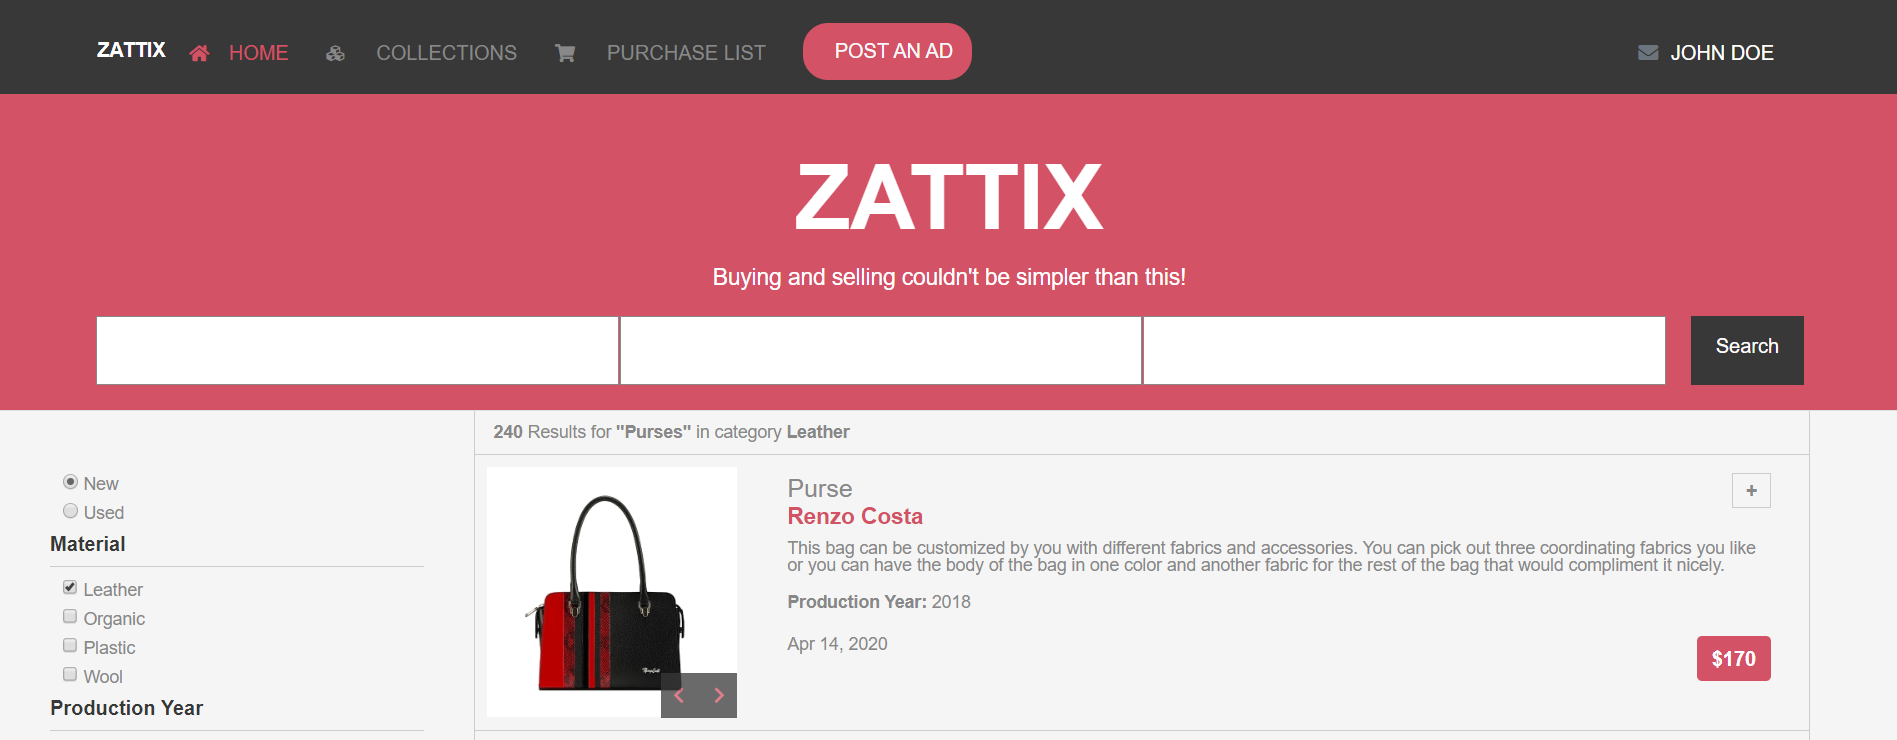 ZATTIX HOME COLLECTIONS PURCHASE LIST POST AN AD JOHN DOE
ZATTIX
Buying and selling couldn't be simpler than this!
Search
240 Results for "Purses" in category Leather
New
Used
Material
Leather
Organic
Plastic
Wool
Production Year
Purse
+
Renzo Costa
This bag can be customized by you with different fabrics and accessories. You can pick out three coordinating fabrics you like
or you can have the body of the bag in one color and another fabric for the rest of the bag that would compliment it nicely.
Production Year: 2018
Apr 14, 2020
$170